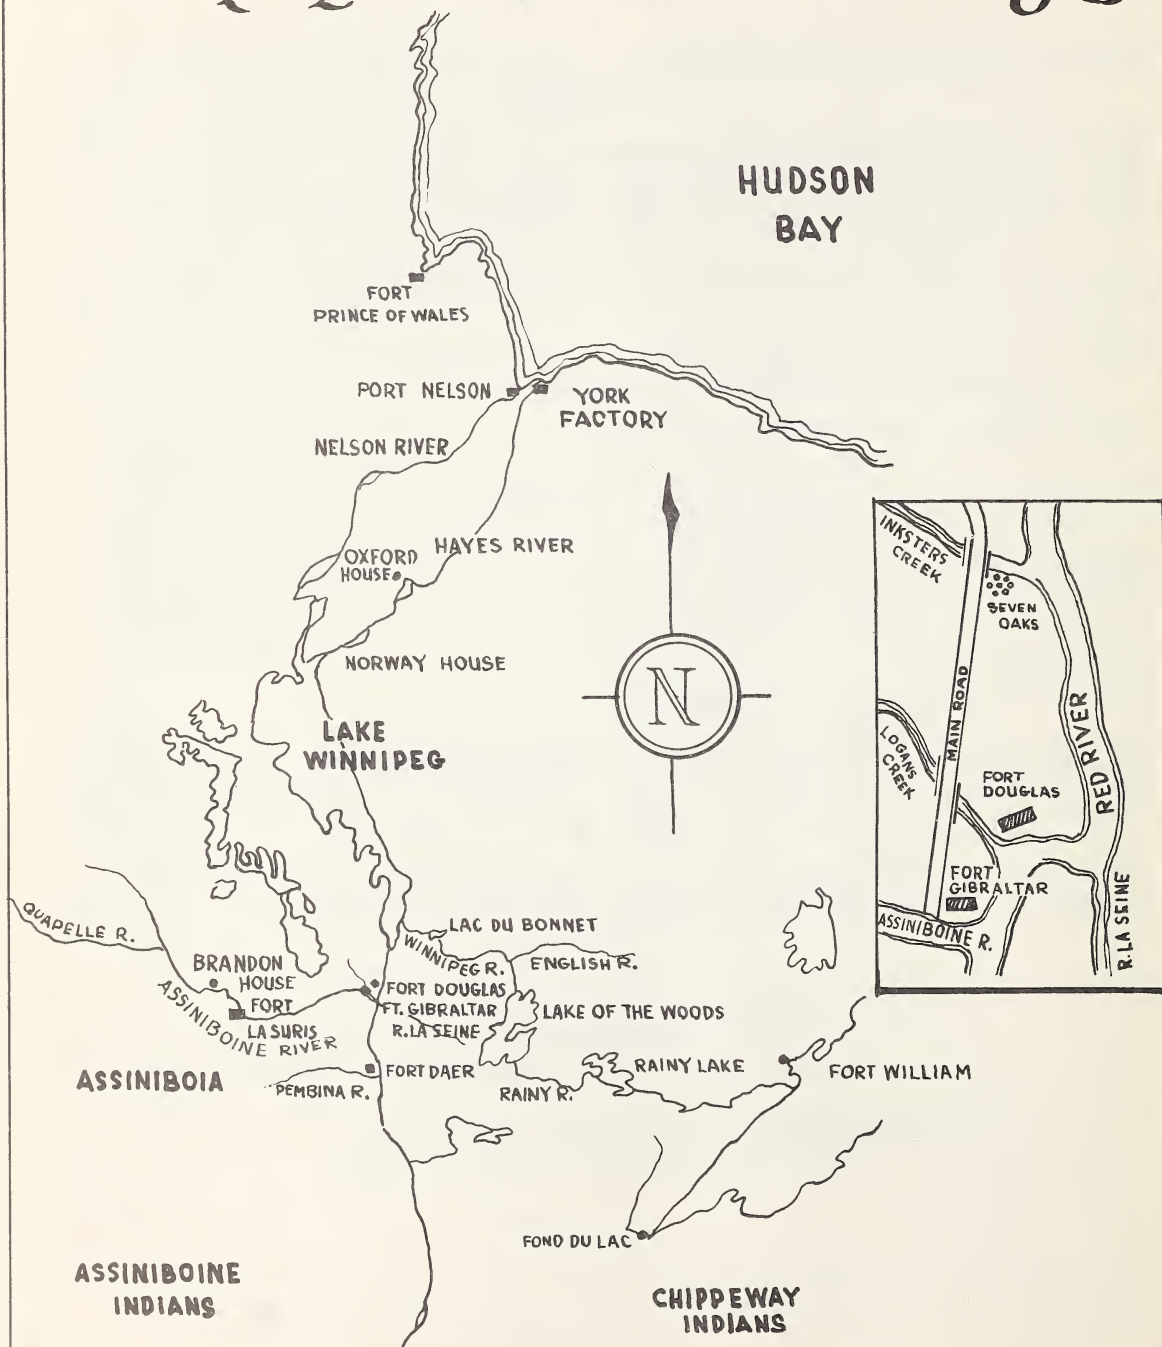 HUDSON
BAY
FORT
PRINCE OF WALES
PORT NELSON
YORK
FACTORY
NELSON RIVER
HAYES RIVER
OXFORD
HOUSE
NORWAY HOUSE
N
LAKE
WINNIPEG
INKSTERS
CREEK
SEVEN
OAKS
MAIN ROAD
RED RIVER
LOGANS
CREEK
FORT
DOUGLAS
FORT
GIBRALTAR
ASSINIBOINE R.
R. LA SEINE
QUAPELLE R.
LAC DU BONNET
WINNIPEG R.
ENGLISH R.
BRANDON
HOUSE
FORT
LA SURIS
ASSINIBOINE RIVER
FORT DOUGLAS
FT. GIBRALTAR
R. LA SEINE
LAKE OF THE WOODS
ASSINIBOIA
PEMBINA R.
FORT DAER
RAINY R.
RAINY LAKE
FORT WILLIAM
FOND DU LAC
ASSINIBOINE
INDIANS
CHIPPEWAY
INDIANS